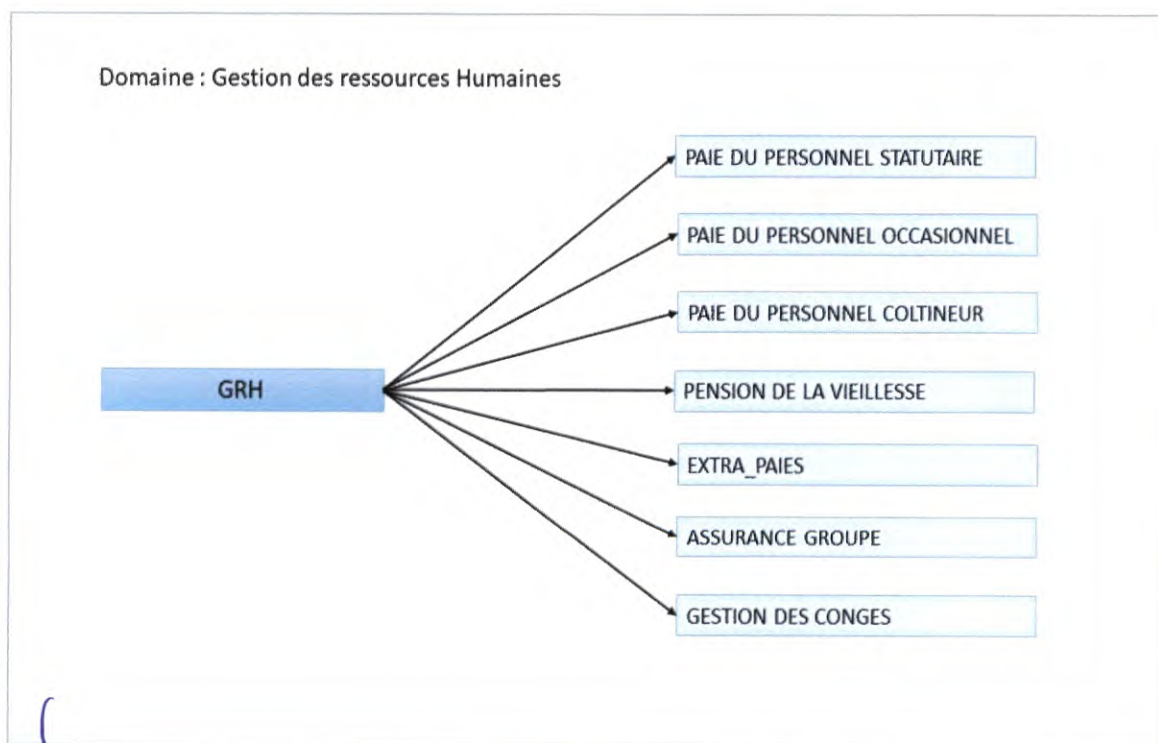 Domaine : Gestion des ressources Humaines
PAIE DU PERSONNEL STATUTAIRE
PAIE DU PERSONNEL OCCASIONNEL
PAIE DU PERSONNEL COLTINEUR
GRH
PENSION DE LA VIEILLESSE
EXTRA_PAIES
ASSURANCE GROUPE
GESTION DES CONGES